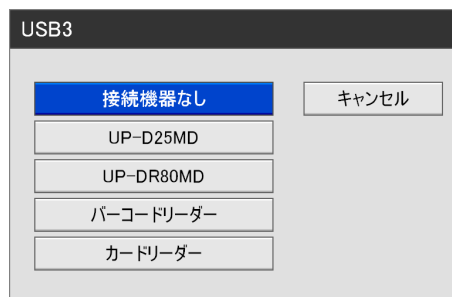 USB3
接続機器なし
キャンセル
UP-D25MD
UP-DR80MD
バーコードリーダー
カードリーダー